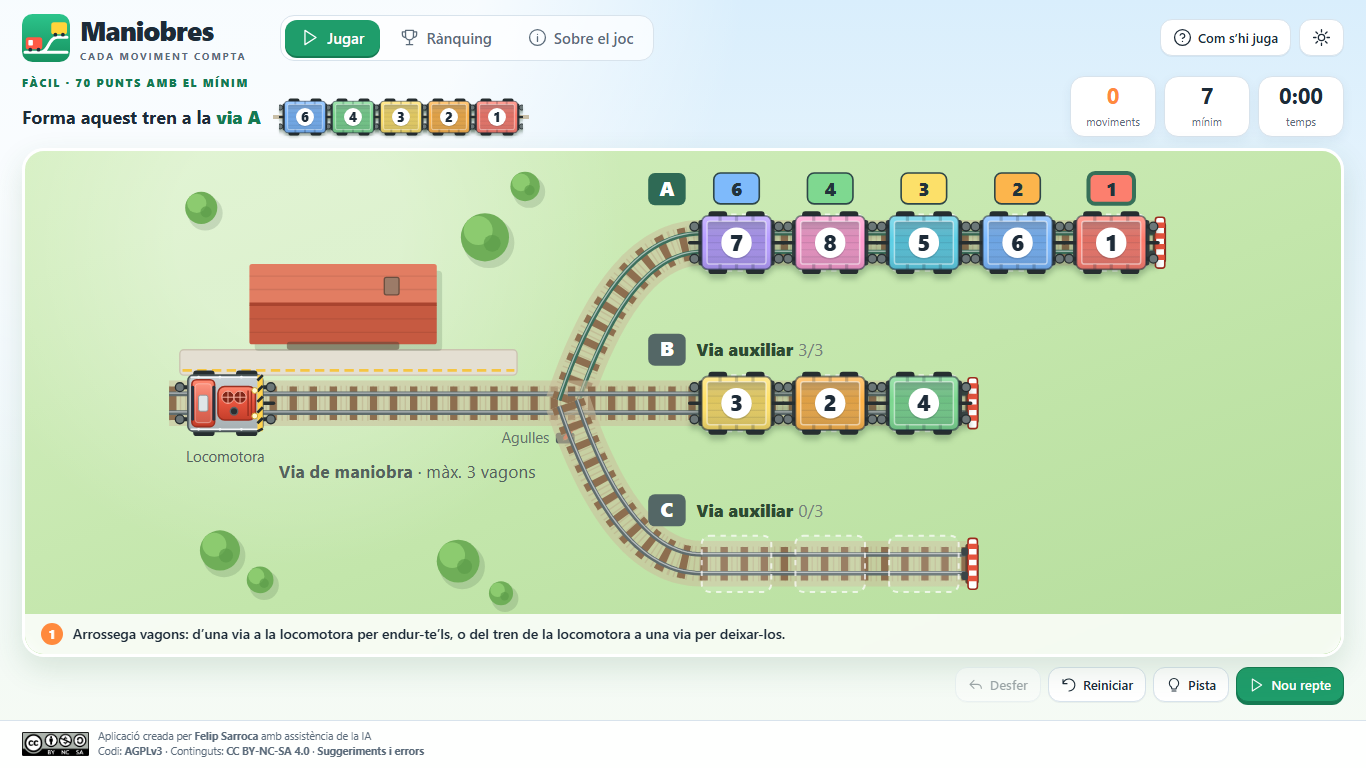 Maniobres
CADA MOVIMENT COMPTA
Jugar
Rànquing
Sobre el joc
Com s'hi juga
FÀCIL · 70 PUNTS AMB EL MÍNIM
Forma aquest tren a la via A
6 4 3 2 1
0
moviments
7
mínim
0:00
temps
A 6 4 3 2 1
7 8 5 6 1
B Via auxiliar 3/3
3 2 4
Agulles
Locomotora
Via de maniobra · màx. 3 vagons
C Via auxiliar 0/3
1 Arrossega vagons: d'una via a la locomotora per endur-te'ls, o del tren de la locomotora a una via per deixar-los.
Desfer
Reiniciar
Pista
Nou repte
cc BY NC SA
Aplicació creada per Felip Sarroca amb assistència de la IA
Codi: AGPLv3 · Continguts: CC BY-NC-SA 4.0 · Suggeriments i errors